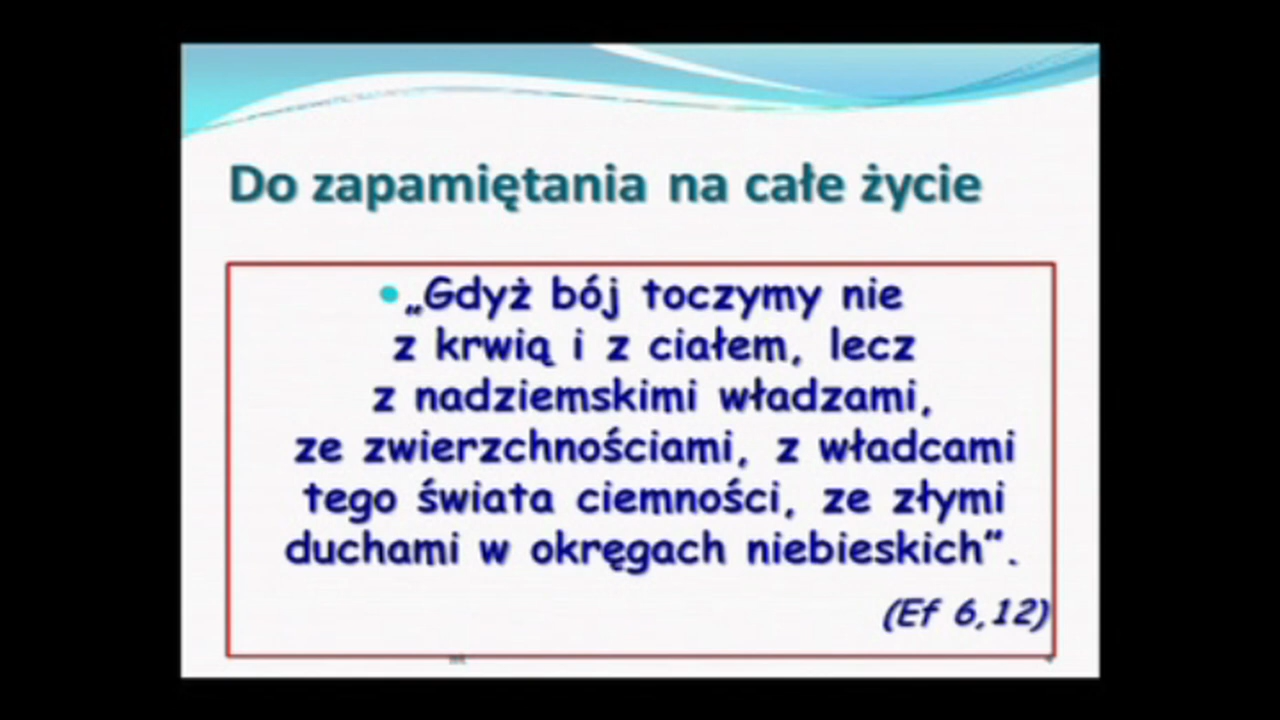 Do zapamiętania na całe życie
• „Gdyż bój toczymy nie
z krwią i z ciałem, lecz
z nadziemskimi władzami,
ze zwierzchnościami, z władcami
tego świata ciemności, ze złymi
duchami w okręgach niebieskich”.
(Ef 6,12)